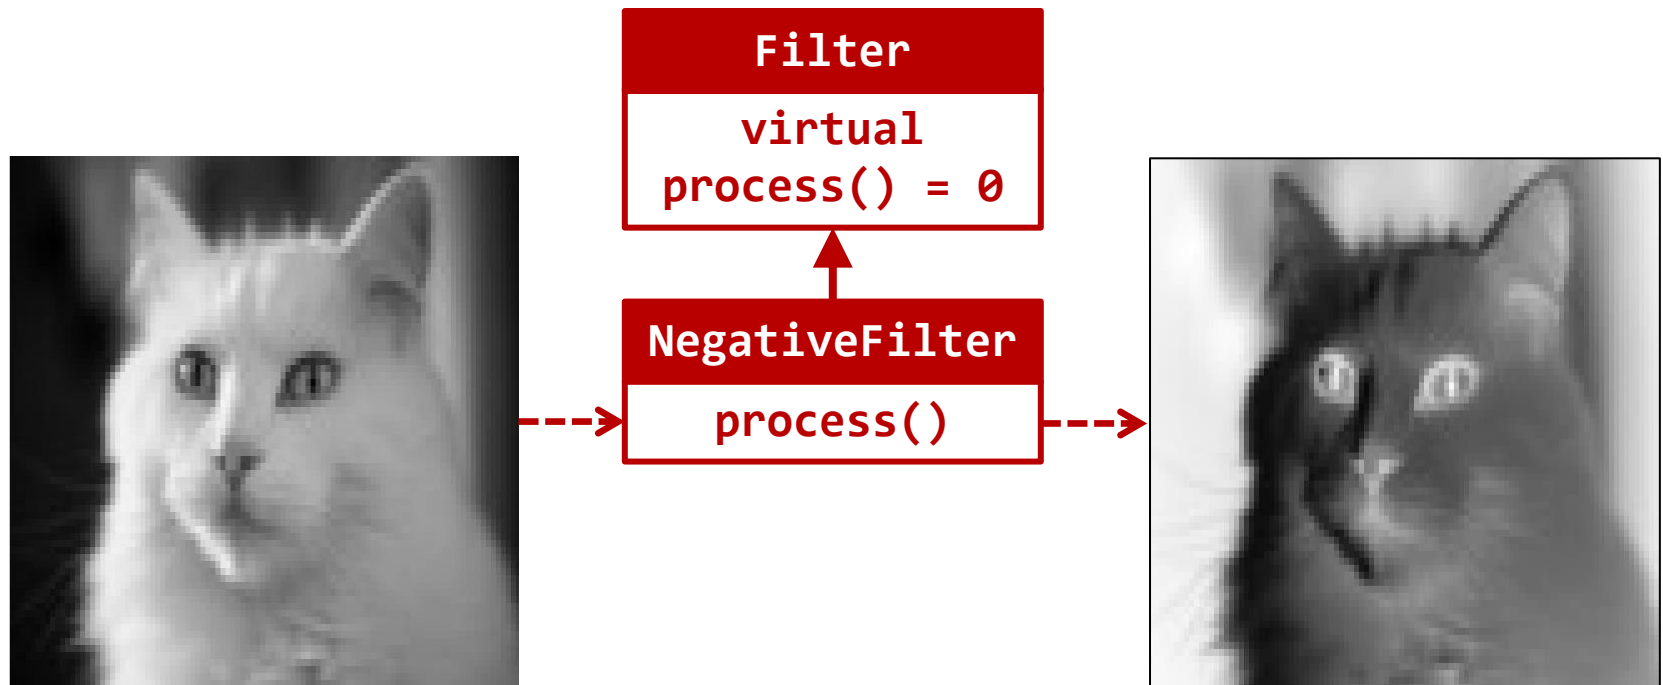 Filter
virtual
process() = 0
NegativeFilter
process()